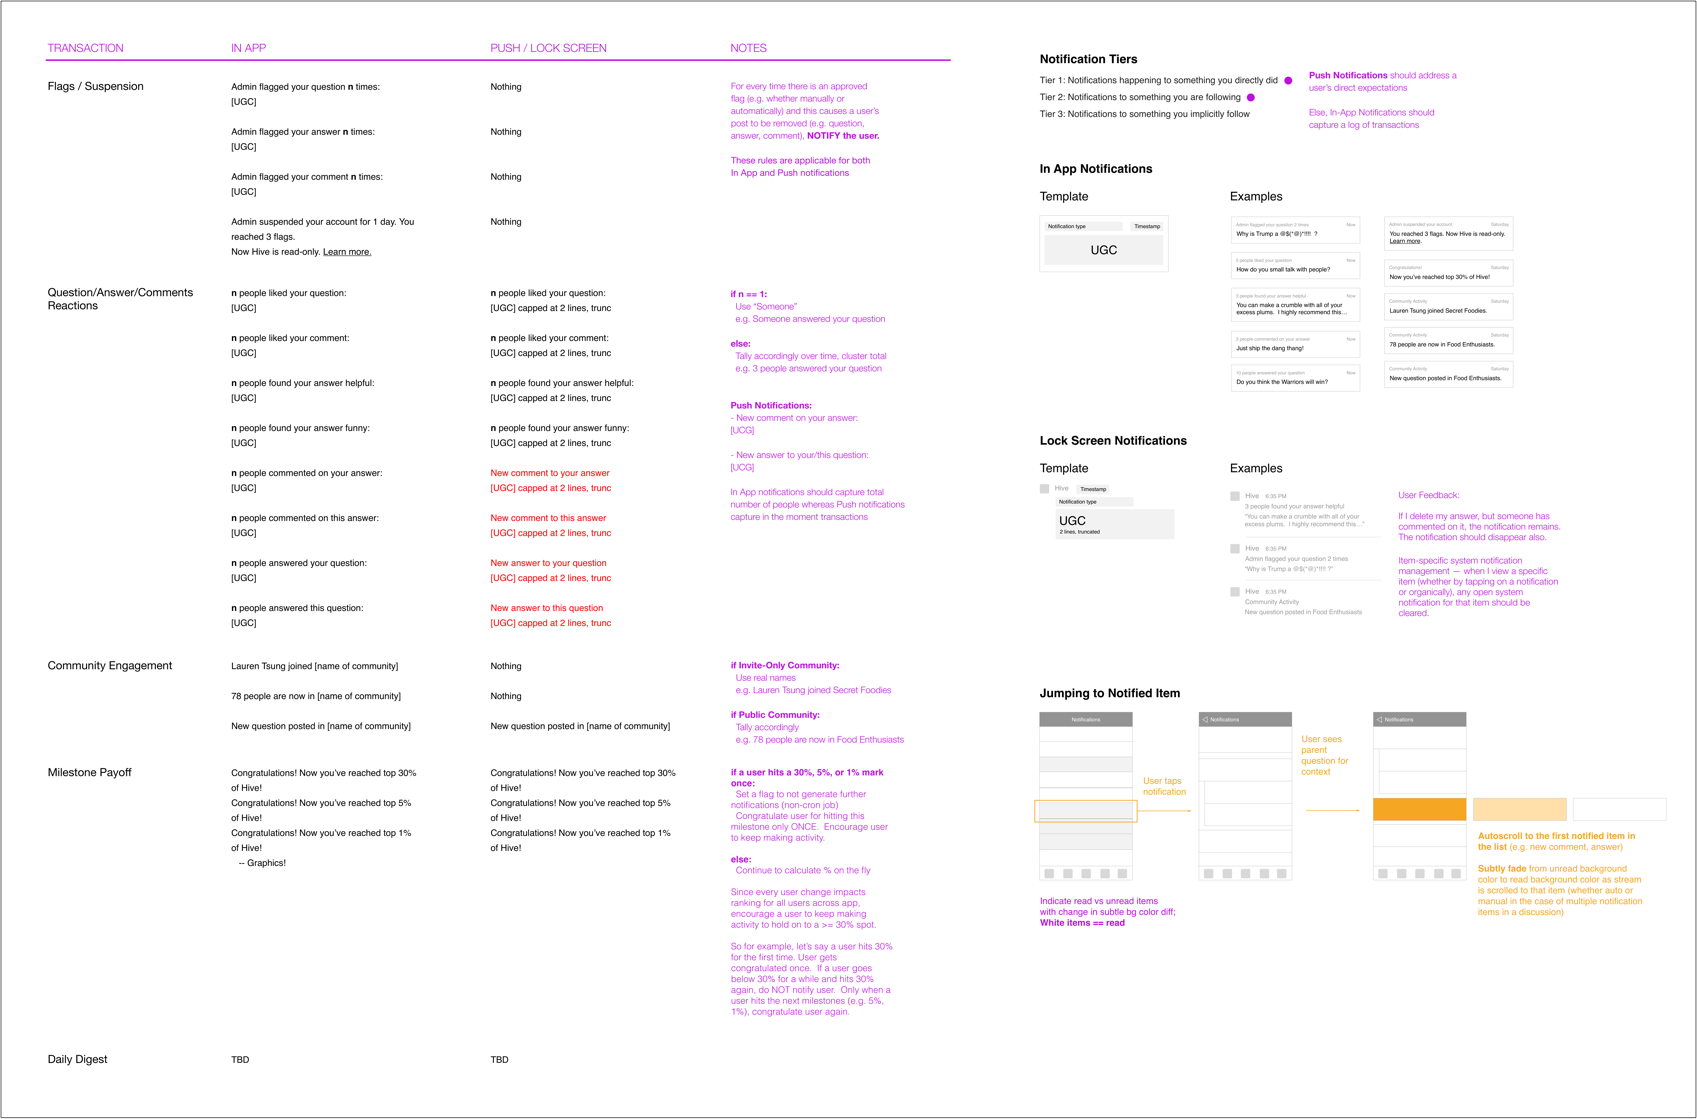 TRANSACTION
IN APP
PUSH / LOCK SCREEN
NOTES
Flags / Suspension
Admin flagged your question n times:
[UGC]
Nothing
Admin flagged your answer n times:
[UGC]
Nothing
Admin flagged your comment n times:
[UGC]
Nothing
Admin suspended your account for 1 day. You
reached 3 flags.
Now Hive is read-only. Learn more.
Nothing
For every time there is an approved
flag (e.g. whether manually or
automatically) and this causes a user's
post to be removed (e.g. question,
answer, comment), NOTIFY the user.
These rules are applicable for both
In App and Push notifications
Question/Answer/Comments
Reactions
n people liked your question:
[UGC]
n people liked your question:
[UGC] capped at 2 lines, trunc
n people liked your comment:
[UGC]
n people liked your comment:
[UGC] capped at 2 lines, trunc
n people found your answer helpful:
[UGC]
n people found your answer helpful:
[UGC] capped at 2 lines, trunc
n people found your answer funny:
[UGC]
n people found your answer funny:
[UGC] capped at 2 lines, trunc
n people commented on your answer:
[UGC]
New comment to your answer
[UGC] capped at 2 lines, trunc
n people commented on this answer:
[UGC]
New comment to this answer
[UGC] capped at 2 lines, trunc
n people answered your question:
[UGC]
New answer to your question
[UGC] capped at 2 lines, trunc
n people answered this question:
[UGC]
New answer to this question
[UGC] capped at 2 lines, trunc
if n == 1:
Use “Someone”
e.g. Someone answered your question
else:
Tally accordingly over time, cluster total
e.g. 3 people answered your question
Push Notifications:
- New comment on your answer:
[UCG]
- New answer to your/this question:
[UCG]
In App notifications should capture total
number of people whereas Push notifications
capture in the moment transactions
Community Engagement
Lauren Tsung joined [name of community]
Nothing
78 people are now in [name of community]
Nothing
New question posted in [name of community]
New question posted in [name of community]
if Invite-Only Community:
Use real names
e.g. Lauren Tsung joined Secret Foodies
if Public Community:
Tally accordingly
e.g. 78 people are now in Food Enthusiasts
Milestone Payoff
Congratulations! Now you've reached top 30%
of Hive!
Congratulations! Now you've reached top 5%
of Hive!
Congratulations! Now you've reached top 1%
of Hive!
-- Graphics!
Congratulations! Now you've reached top 30%
of Hive!
Congratulations! Now you've reached top 5%
of Hive!
Congratulations! Now you've reached top 1%
of Hive!
if a user hits a 30%, 5%, or 1% mark
once:
Set a flag to not generate further
notifications (non-cron job)
Congratulate user for hitting this
milestone only ONCE. Encourage user
to keep making activity.
else:
Continue to calculate % on the fly
Since every user change impacts
ranking for all users across app,
encourage a user to keep making
activity to hold on to a >= 30% spot.
So for example, let's say a user hits 30%
for the first time. User gets
congratulated once. If a user goes
below 30% for a while and hits 30%
again, do NOT notify user. Only when a
user hits the next milestones (e.g. 5%,
1%), congratulate user again.
Daily Digest
TBD
TBD
Notification Tiers
Tier 1: Notifications happening to something you directly did
Tier 2: Notifications to something you are following
Tier 3: Notifications to something you implicitly follow
Push Notifications should address a
user's direct expectations
Else, In-App Notifications should
capture a log of transactions
In App Notifications
Template
Notification type
Timestamp
UGC
Examples
Admin flagged your question 2 times
Now
Why is Trump a @$(*@)*!!!! ?
5 people liked your question
Now
How do you small talk with people?
3 people found your answer helpful
Now
You can make a crumble with all of your
excess plums. I highly recommend this...
5 people commented on your answer
Now
Just ship the dang thang!
10 people answered your question
Now
Do you think the Warriors will win?
Admin suspended your account.
Saturday
You reached 3 flags. Now Hive is read-only.
Learn more.
Congratulations!
Saturday
Now you've reached top 30% of Hive!
Community Activity
Saturday
Lauren Tsung joined Secret Foodies.
Community Activity
Saturday
78 people are now in Food Enthusiasts.
Community Activity
Saturday
New question posted in Food Enthusiasts.
Lock Screen Notifications
Template
Hive
Timestamp
Notification type
UGC
2 lines, truncated
Examples
Hive 6:35 PM
3 people found your answer helpful
“You can make a crumble with all of your
excess plums. I highly recommend this...”
Hive 6:35 PM
Admin flagged your question 2 times
“Why is Trump a @$(*@)*!!!! ?”
Hive 6:35 PM
Community Activity
New question posted in Food Enthusiasts
User Feedback:
If I delete my answer, but someone has
commented on it, the notification remains.
The notification should disappear also.
Item-specific system notification
management — when I view a specific
item (whether by tapping on a notification
or organically), any open system
notification for that item should be
cleared.
Jumping to Notified Item
Notifications
User taps
notification
Notifications
User sees
parent
question for
context
Notifications
Indicate read vs unread items
with change in subtle bg color diff;
White items == read
Autoscroll to the first notified item in
the list (e.g. new comment, answer)
Subtly fade from unread background
color to read background color as stream
is scrolled to that item (whether auto or
manual in the case of multiple notification
items in a discussion)